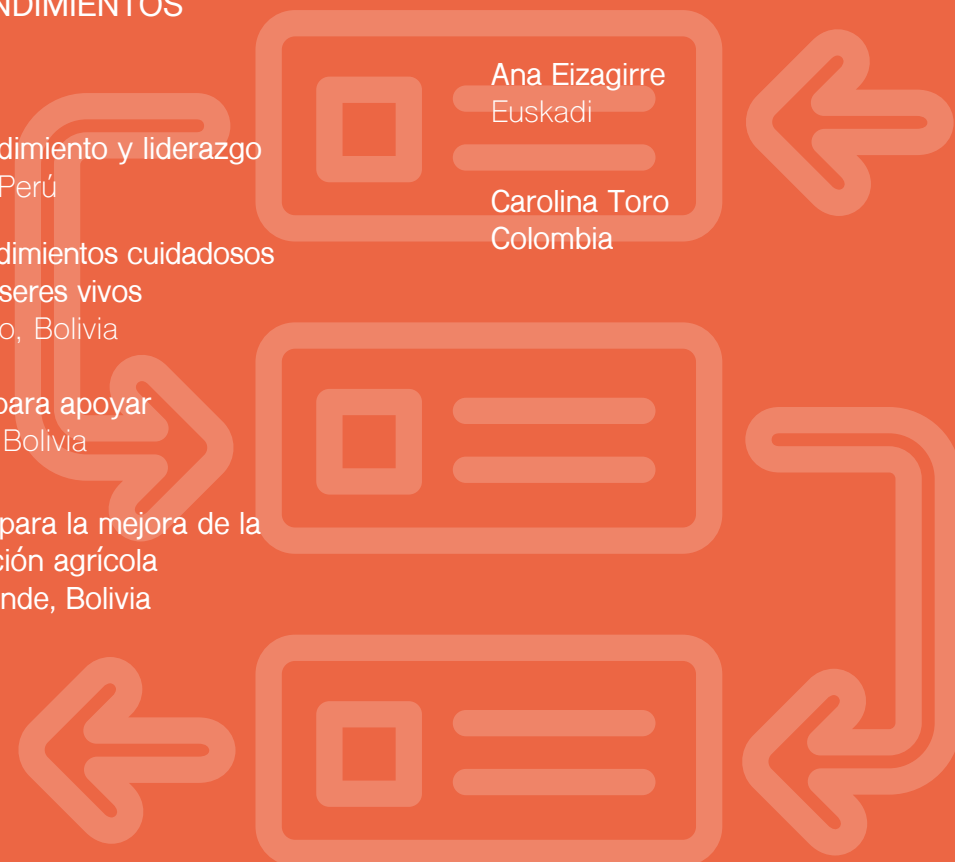 NDIMIENTOS
dimiento y liderazgo
Perú
dimientos cuidadosos
seres vivos
o, Bolivia
para apoyar
Bolivia
para la mejora de la
ción agrícola
nde, Bolivia
Ana Eizagirre
Euskadi
Carolina Toro
Colombia